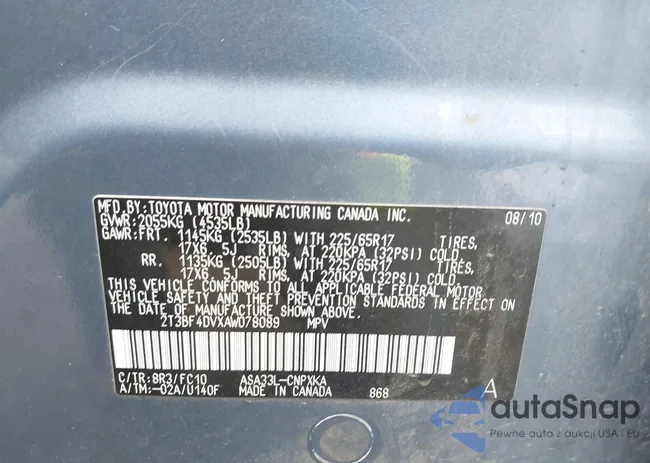 MFD.BY:TOYOTA MOTOR MANUFACTURING CANADA INC. 08/10
GVWR:2055KG (4535LB)
GAWR:FRT. 1145KG (2535LB) WITH 225/65R17 TIRES,
17X6. 5J RIMS, AT 220KPA (32PSI) COLD
RR. 1135KG (2505LB) WITH 225/65R17 TIRES,
17X6. 5J RIMS, AT 220KPA (32PSI) COLD
THIS VEHICLE CONFORMS TO ALL APPLICABLE FEDERAL MOTOR
VEHICLE SAFETY AND THEFT PREVENTION STANDARDS IN EFFECT ON
THE DATE OF MANUFACTURE SHOWN ABOVE.
2T3BF4DVXAW078089 MPV
C/TR:8R3/FC10 ASA33L-CNPXKA
A/TM:-02A/U140F MADE IN CANADA 868 A
autaSnap
Pewne auta z aukcji USA i EU